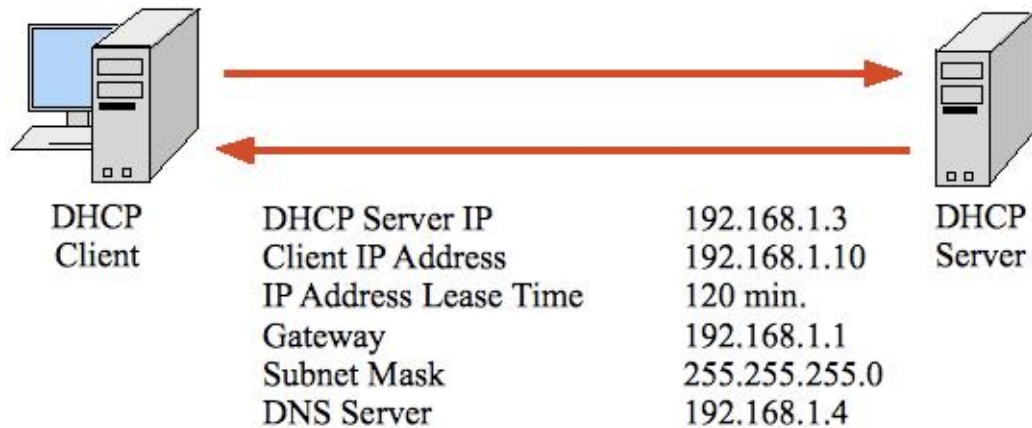 DHCP Client
DHCP Server IP 192.168.1.3
Client IP Address 192.168.1.10
IP Address Lease Time 120 min.
Gateway 192.168.1.1
Subnet Mask 255.255.255.0
DNS Server 192.168.1.4
DHCP Server